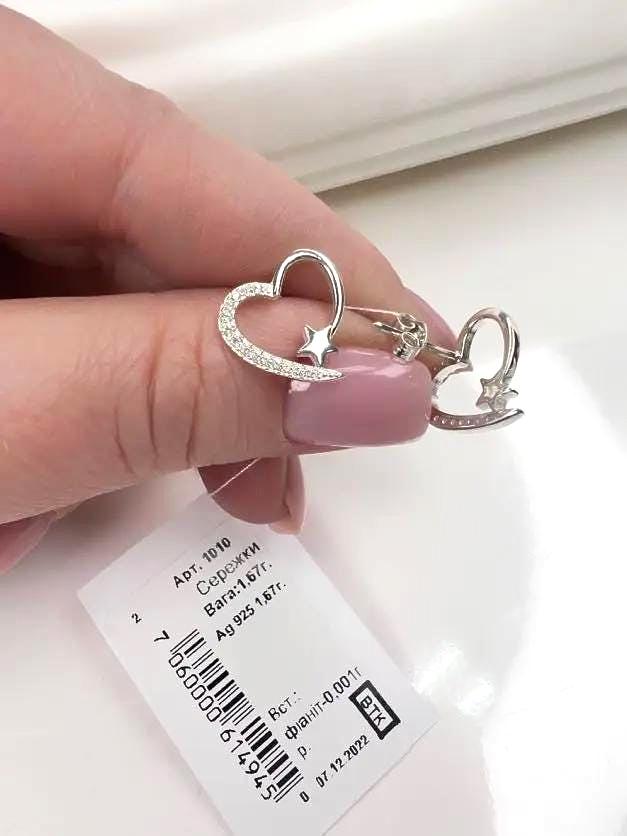 Арт. 1010
Сережки
Вага:1,67г.
Ag 925 1,67г.
2
7 060000 614945
Вст.:
фіаніт-0,001г
р.
ВТК
0 07.12.2022